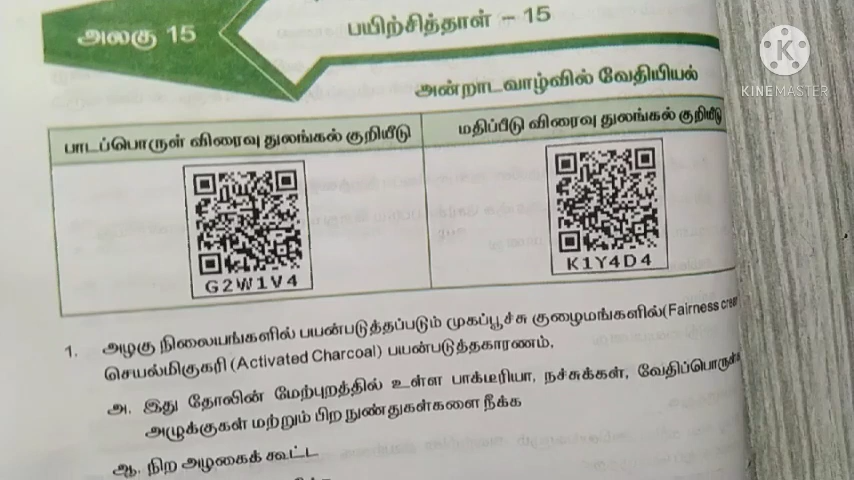 அலகு 15
பயிற்சித்தாள் – 15
KINEMASTER
அன்றாடவாழ்வில் வேதியியல்
பாடப்பொருள் விரைவு துலங்கல் குறியீடு
மதிப்பீடு விரைவு துலங்கல் குறியீடு
G2W1V4
K1Y4D4
1. அழகு நிலையங்களில் பயன்படுத்தப்படும் முகப்பூச்சு குழைமங்களில்(Fairness
செயல்மிகுகரி (Activated Charcoal) பயன்படுத்தகாரணம்.
அ. இது தோலின் மேற்புறத்தில் உள்ள பாக்டீரியா, நச்சுக்கள்,
அழுக்குகள் மற்றும் பிற நுண்துகள்களை நீக்க
ஆ. நிற அழகைக் கூட்ட